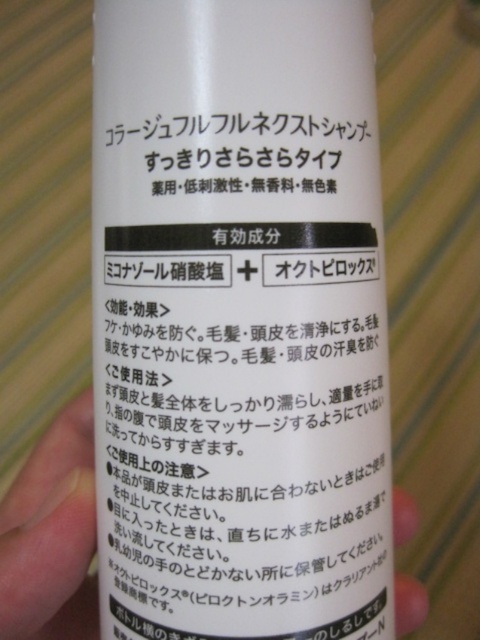 コラージュフルフルネクストシャンプー
すっきりさらさらタイプ
薬用・低刺激性・無香料・無色素
有効成分
ミコナゾール硝酸塩 + オクトピロックス®
<効能・効果>
フケ・かゆみを防ぐ。毛髪・頭皮を清浄にする。毛髪・
頭皮をすこやかに保つ。毛髪・頭皮の汗臭を防ぐ
<ご使用法>
まず頭皮と髪全体をしっかり濡らし、適量を手に取
り、指の腹で頭皮をマッサージするようにていねい
に洗ってからすすぎます。
<ご使用上の注意>
●本品が頭皮またはお肌に合わないときはご使用
を中止してください。
●目に入ったときは、直ちに水またはぬるま湯で
洗い流してください。
●乳幼児の手のとどかない所に保管してください。
※オクトピロックス®(ピロクトンオラミン)はクラリアント社の
登録商標です。
ボトル横のきざ
のしるしです。